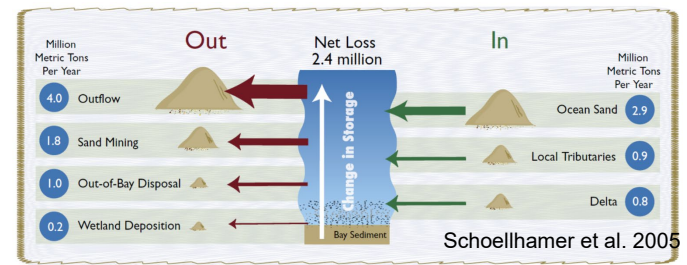 Out
Net Loss
2.4 million
In
Million
Metric Tons
Per Year
4.0 Outflow
1.8 Sand Mining
1.0 Out-of-Bay Disposal
0.2 Wetland Deposition
Change in Storage
Bay Sediment
Million
Metric Tons
Per Year
Ocean Sand 2.9
Local Tributaries 0.9
Delta 0.8
Schoellhamer et al. 2005